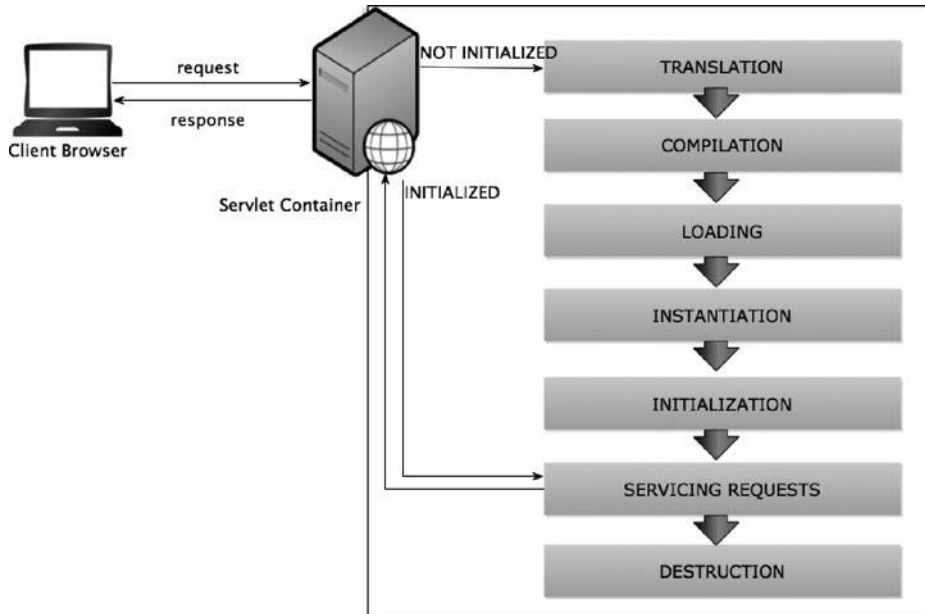 request
response
Client Browser
Servlet Container
NOT INITIALIZED
INITIALIZED
TRANSLATION
COMPILATION
LOADING
INSTANTIATION
INITIALIZATION
SERVICING REQUESTS
DESTRUCTION